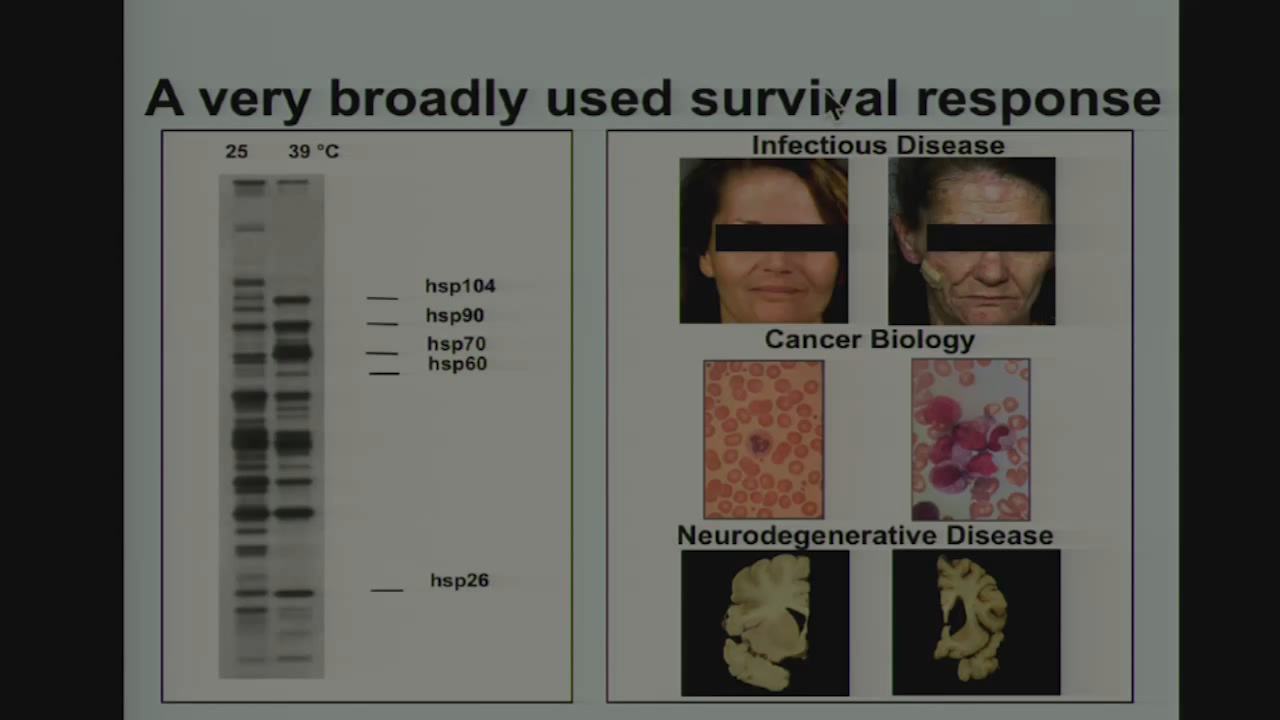 A very broadly used survival response
25 39 °C
hsp104
hsp90
hsp70
hsp60
hsp26
Infectious Disease
Cancer Biology
Neurodegenerative Disease